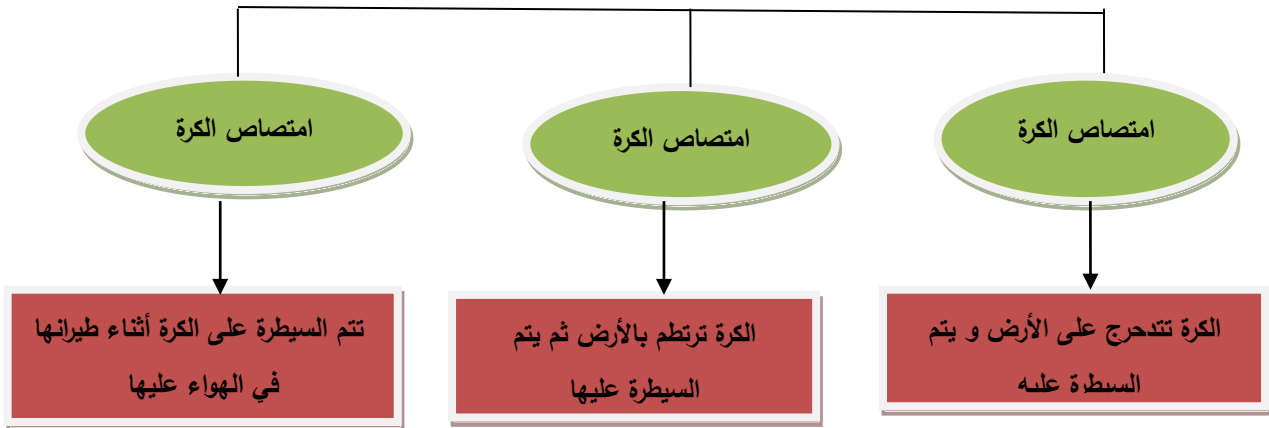 امتصاص الكرة
امتصاص الكرة
امتصاص الكرة
الكرة تتدحرج على الأرض و يتم
السيطرة عليه
الكرة ترتطم بالأرض ثم يتم
السيطرة عليها
تتم السيطرة على الكرة أثناء طيرانها
في الهواء عليها